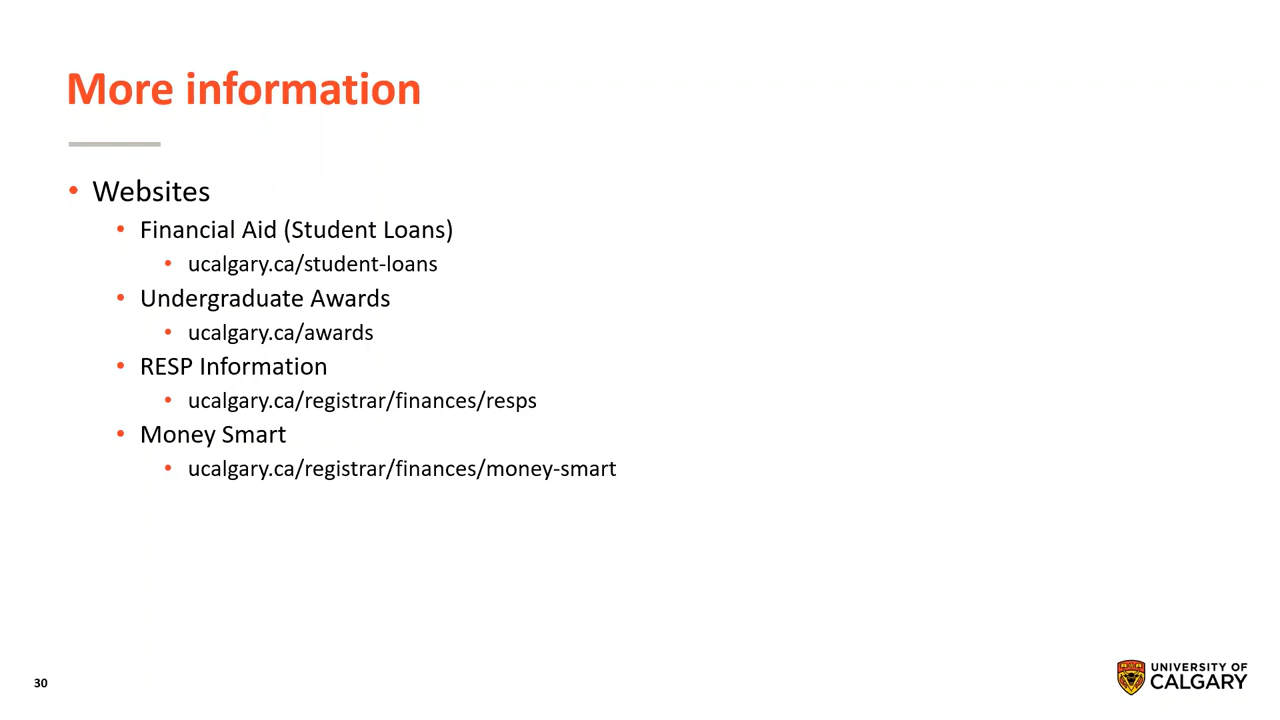 More information
• Websites
• Financial Aid (Student Loans)
• ucalgary.ca/student-loans
• Undergraduate Awards
• ucalgary.ca/awards
• RESP Information
• ucalgary.ca/registrar/finances/resps
• Money Smart
• ucalgary.ca/registrar/finances/money-smart
30
UNIVERSITY OF
CALGARY